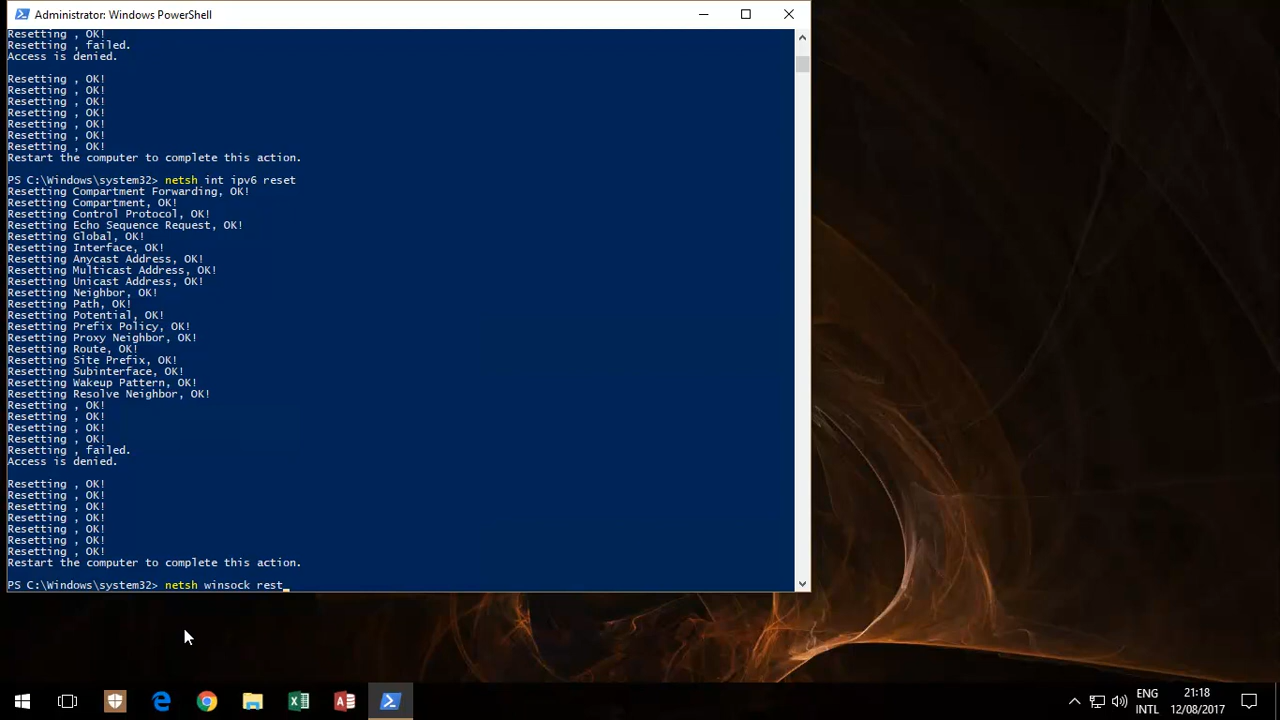 Administrator: Windows PowerShell
Resetting , OK!
Resetting , failed.
Access is denied.
Resetting , OK!
Resetting , OK!
Resetting , OK!
Resetting , OK!
Resetting , OK!
Resetting , OK!
Resetting , OK!
Restart the computer to complete this action.
PS C:\Windows\system32> netsh int ipv6 reset
Resetting Compartment Forwarding, OK!
Resetting Compartment, OK!
Resetting Control Protocol, OK!
Resetting Echo Sequence Request, OK!
Resetting Global, OK!
Resetting Interface, OK!
Resetting Anycast Address, OK!
Resetting Multicast Address, OK!
Resetting Unicast Address, OK!
Resetting Neighbor, OK!
Resetting Path, OK!
Resetting Potential, OK!
Resetting Prefix Policy, OK!
Resetting Proxy Neighbor, OK!
Resetting Route, OK!
Resetting Site Prefix, OK!
Resetting Subinterface, OK!
Resetting Wakeup Pattern, OK!
Resetting Resolve Neighbor, OK!
Resetting , OK!
Resetting , OK!
Resetting , OK!
Resetting , OK!
Resetting , failed.
Access is denied.
Resetting , OK!
Resetting , OK!
Resetting , OK!
Resetting , OK!
Resetting , OK!
Resetting , OK!
Resetting , OK!
Restart the computer to complete this action.
PS C:\Windows\system32> netsh winsock rest_
ENG 21:18
INTL 12/08/2017